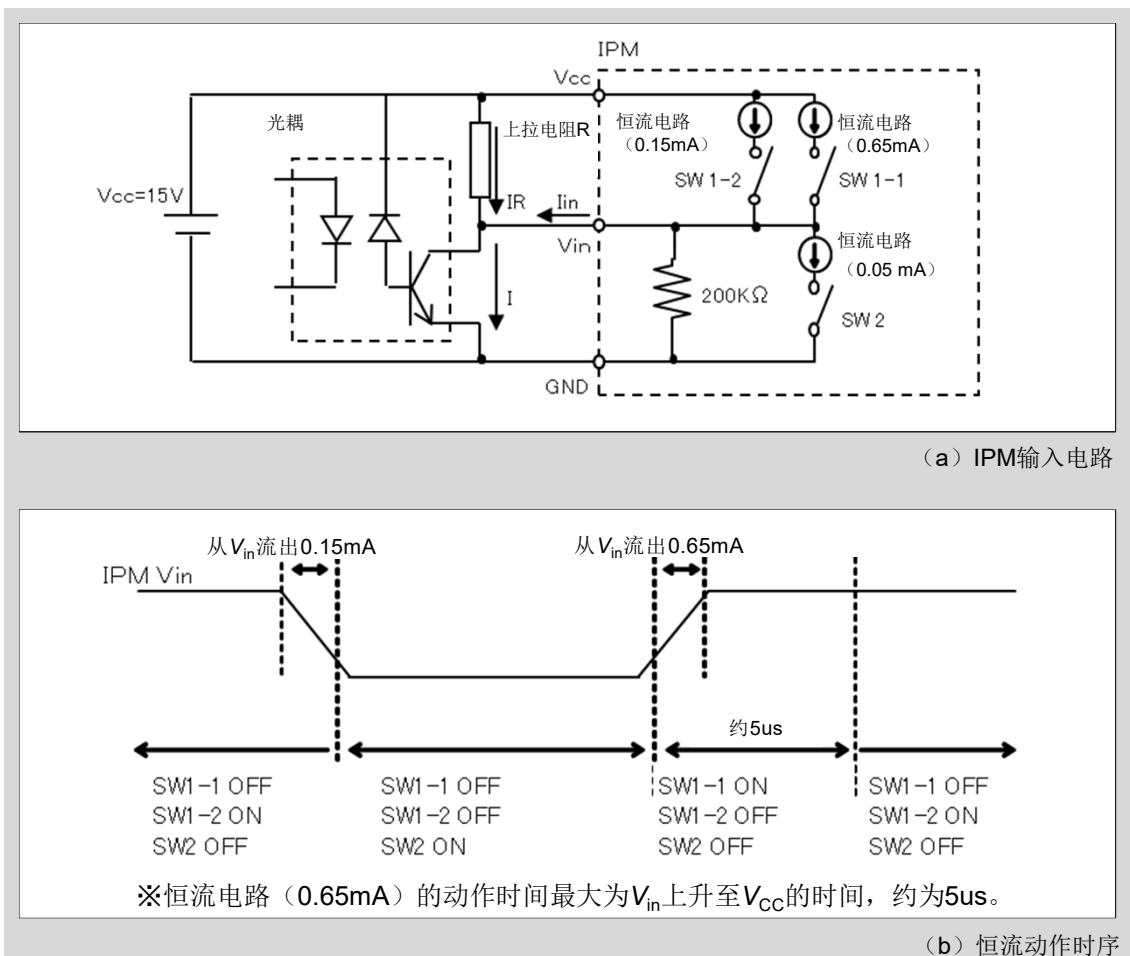 IPM
Vcc
光耦
上拉电阻R
恒流电路
（0.15mA）
恒流电路
（0.65mA）
SW 1-2
SW 1-1
Vcc=15V
IR
Iin
Vin
恒流电路
（0.05 mA）
I
200KΩ
SW 2
GND
（a）IPM输入电路
从Vin流出0.15mA
从Vin流出0.65mA
IPM Vin
约5us
SW1-1 OFF
SW1-2 ON
SW2 OFF
SW1-1 OFF
SW1-2 OFF
SW2 ON
SW1-1 ON
SW1-2 OFF
SW2 OFF
SW1-1 OFF
SW1-2 ON
SW2 OFF
※恒流电路（0.65mA）的动作时间最大为Vin上升至VCC的时间，约为5us。
（b）恒流动作时序